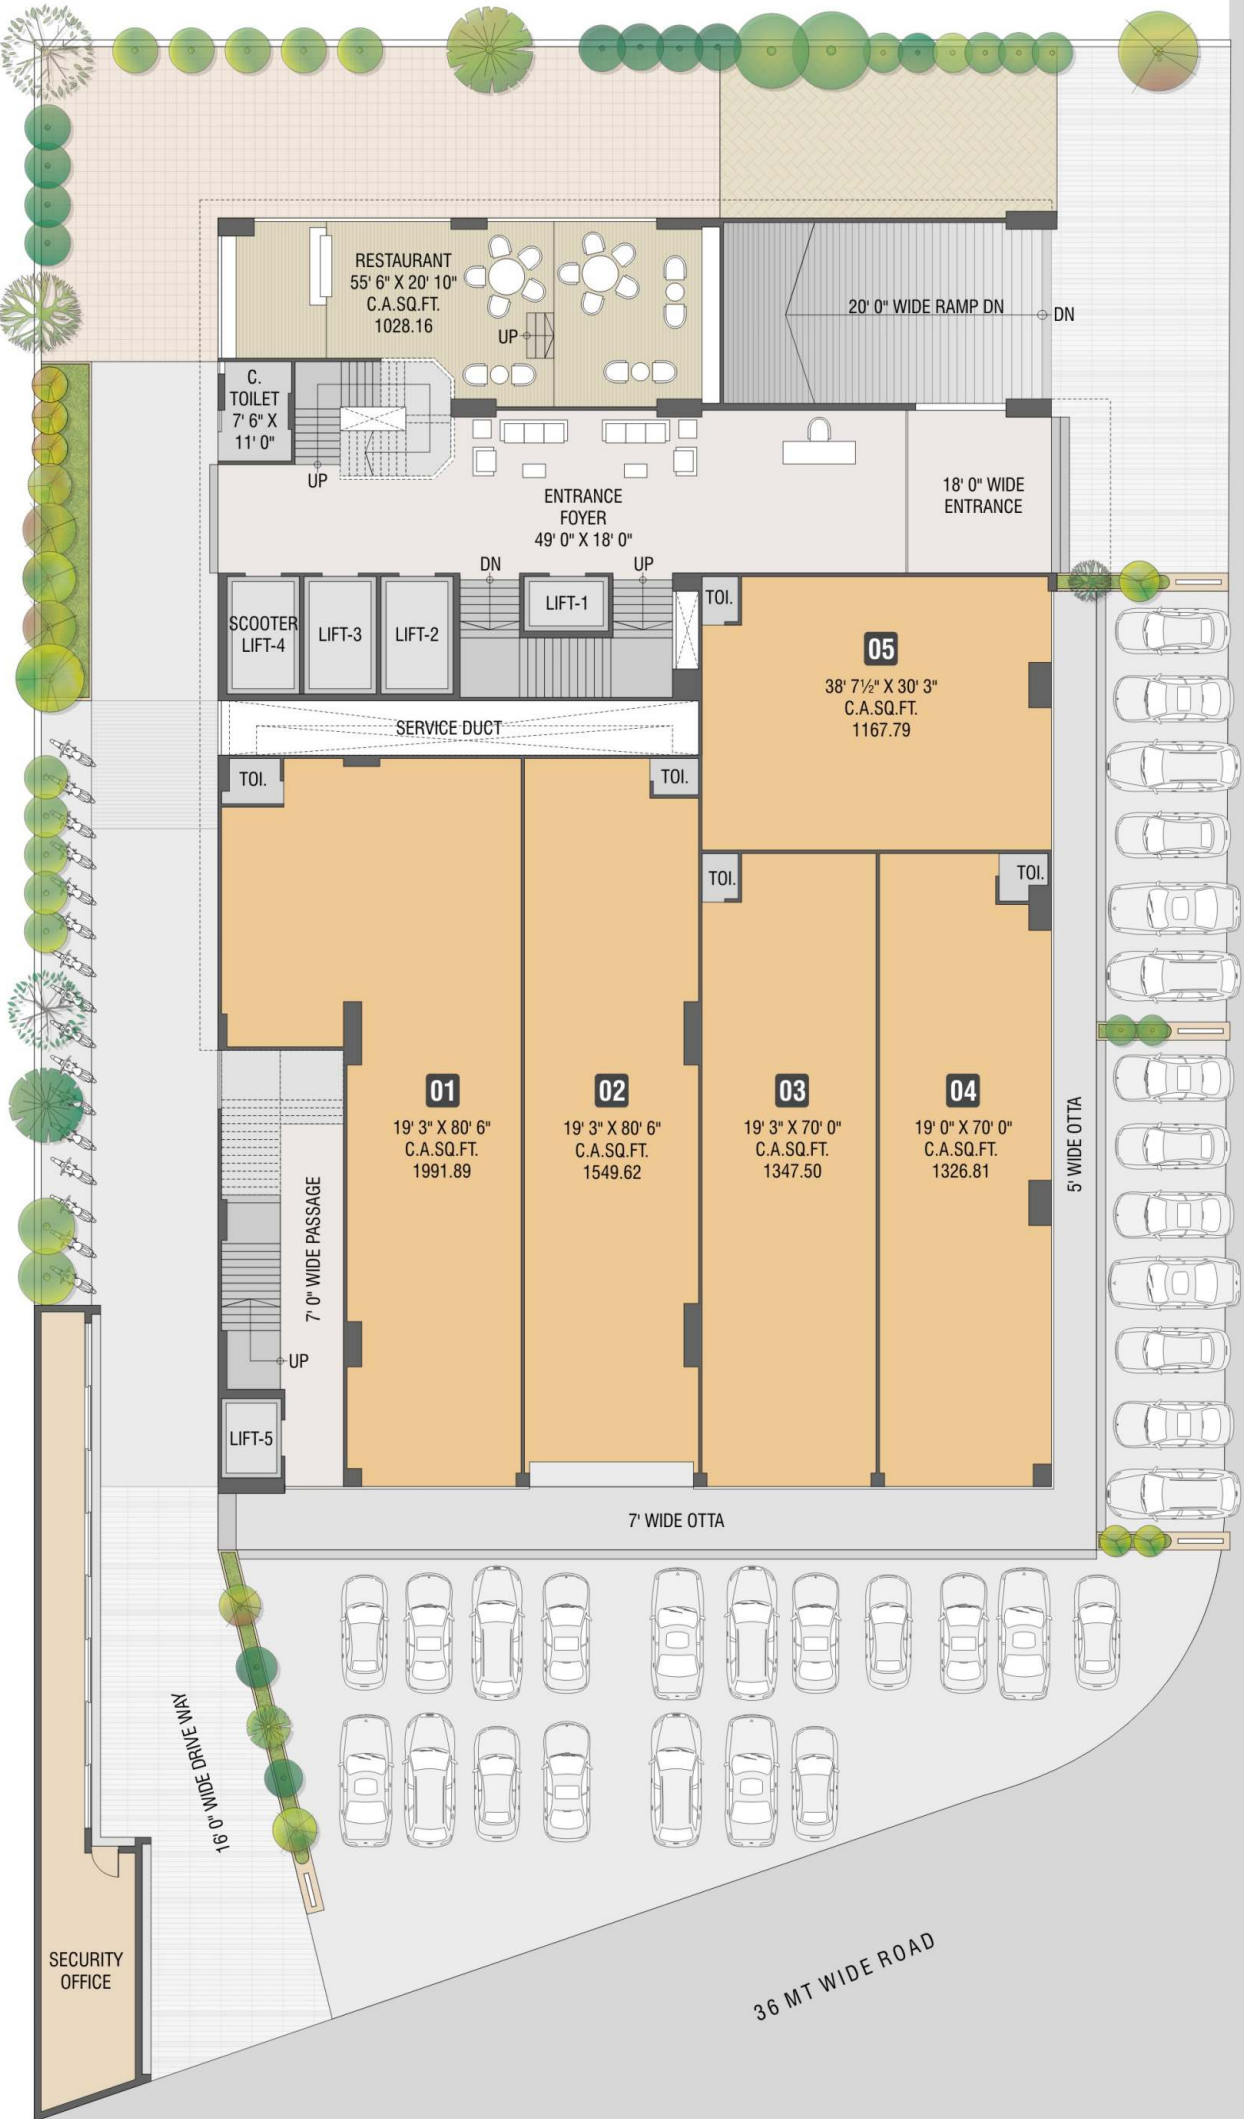 RESTAURANT
55' 6" X 20' 10"
C.A.SQ.FT.
1028.16
UP
20' 0" WIDE RAMP DN
DN
C.
TOILET
7' 6" X
11' 0"
UP
ENTRANCE
FOYER
49' 0" X 18' 0"
18' 0" WIDE
ENTRANCE
DN
UP
SCOOTER
LIFT-4
LIFT-3
LIFT-2
LIFT-1
TOI.
05
38' 7½" X 30' 3"
C.A.SQ.FT.
1167.79
SERVICE DUCT
TOI.
TOI.
TOI.
TOI.
01
19' 3" X 80' 6"
C.A.SQ.FT.
1991.89
02
19' 3" X 80' 6"
C.A.SQ.FT.
1549.62
03
19' 3" X 70' 0"
C.A.SQ.FT.
1347.50
04
19' 0" X 70' 0"
C.A.SQ.FT.
1326.81
5' WIDE OTTA
7' 0" WIDE PASSAGE
UP
LIFT-5
7' WIDE OTTA
16' 0" WIDE DRIVE WAY
SECURITY
OFFICE
36 MT WIDE ROAD